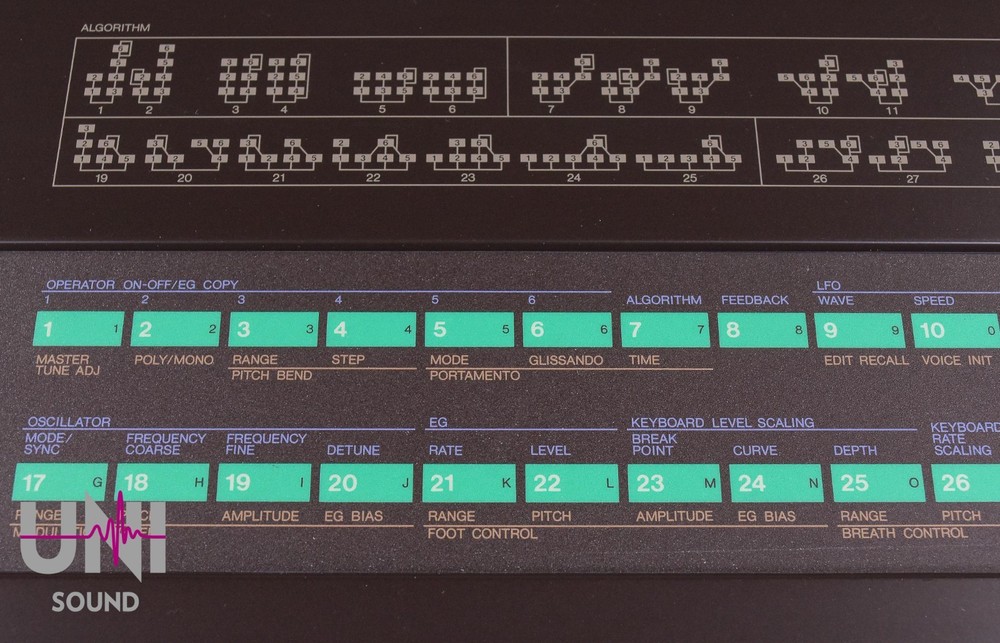 ALGORITHM
1 2 3 4 5 6 7 8 9 10 11
19 20 21 22 23 24 25 26 27
OPERATOR ON-OFF/EG COPY LFO
1 2 3 4 5 6 ALGORITHM FEEDBACK WAVE SPEED
1 1 2 2 3 3 4 4 5 5 6 6 7 7 8 8 9 9 10 0
MASTER POLY/MONO RANGE STEP MODE GLISSANDO TIME EDIT RECALL VOICE INIT
TUNE ADJ PITCH BEND PORTAMENTO
OSCILLATOR EG KEYBOARD LEVEL SCALING KEYBOARD
MODE/ FREQUENCY FREQUENCY BREAK RATE
SYNC COARSE FINE DETUNE RATE LEVEL POINT CURVE DEPTH SCALING
17 G 18 H 19 I 20 J 21 K 22 L 23 M 24 N 25 O 26
RANGE AMPLITUDE EG BIAS RANGE PITCH AMPLITUDE EG BIAS RANGE PITCH
FOOT CONTROL BREATH CONTROL
UNI
SOUND